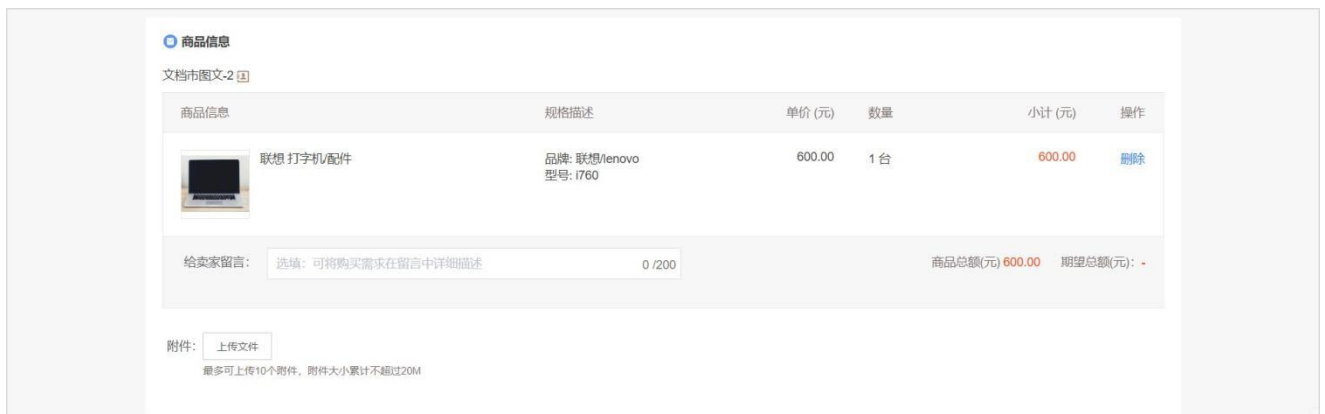 商品信息
文档市图文-2
商品信息 规格描述 单价 (元) 数量 小计 (元) 操作
联想 打字机/配件 品牌: 联想/lenovo 600.00 1 台 600.00 删除
型号: i760
给卖家留言: 选填: 可将购买需求在留言中详细描述 0 /200 商品总额(元) 600.00 期望总额(元): -
附件: 上传文件
最多可上传10个附件, 附件大小累计不超过20M